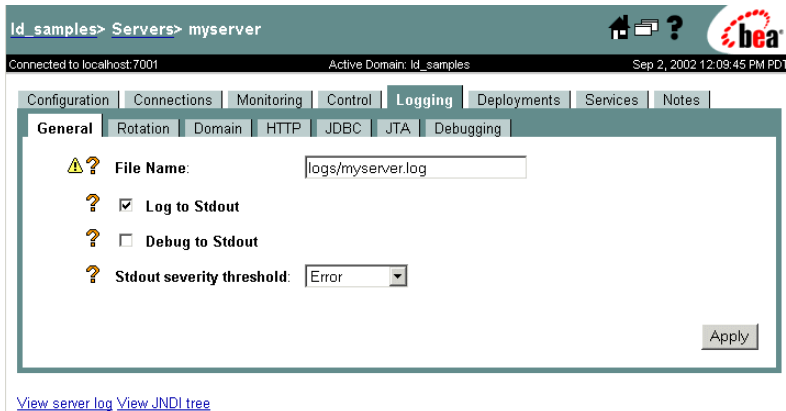 ld_samples> Servers> myserver
? bea
Connected to localhost:7001 Active Domain: ld_samples Sep 2, 2002 12:09:45 PM PDT
Configuration Connections Monitoring Control Logging Deployments Services Notes
General Rotation Domain HTTP JDBC JTA Debugging
? File Name: logs/myserver.log
? Log to Stdout
? Debug to Stdout
? Stdout severity threshold: Error
Apply
View server log View JNDI tree